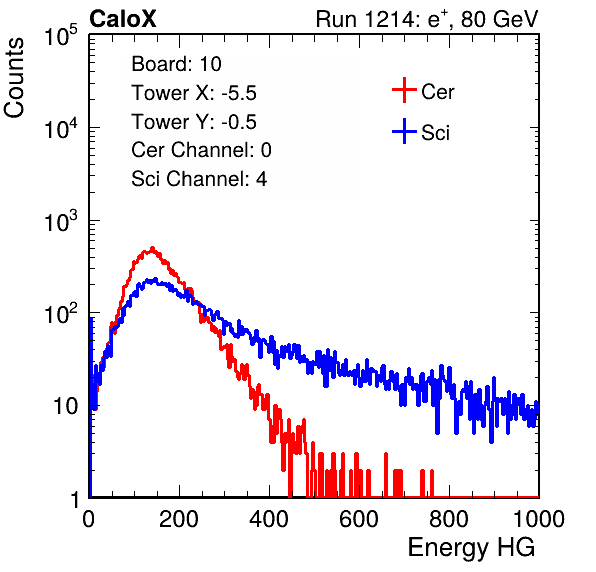 CaloX Run 1214: e⁺, 80 GeV
Counts
10⁵
10⁴
10³
10²
10
1
Board: 10
Tower X: -5.5
Tower Y: -0.5
Cer Channel: 0
Sci Channel: 4
Cer
Sci
0 200 400 600 800 1000
Energy HG